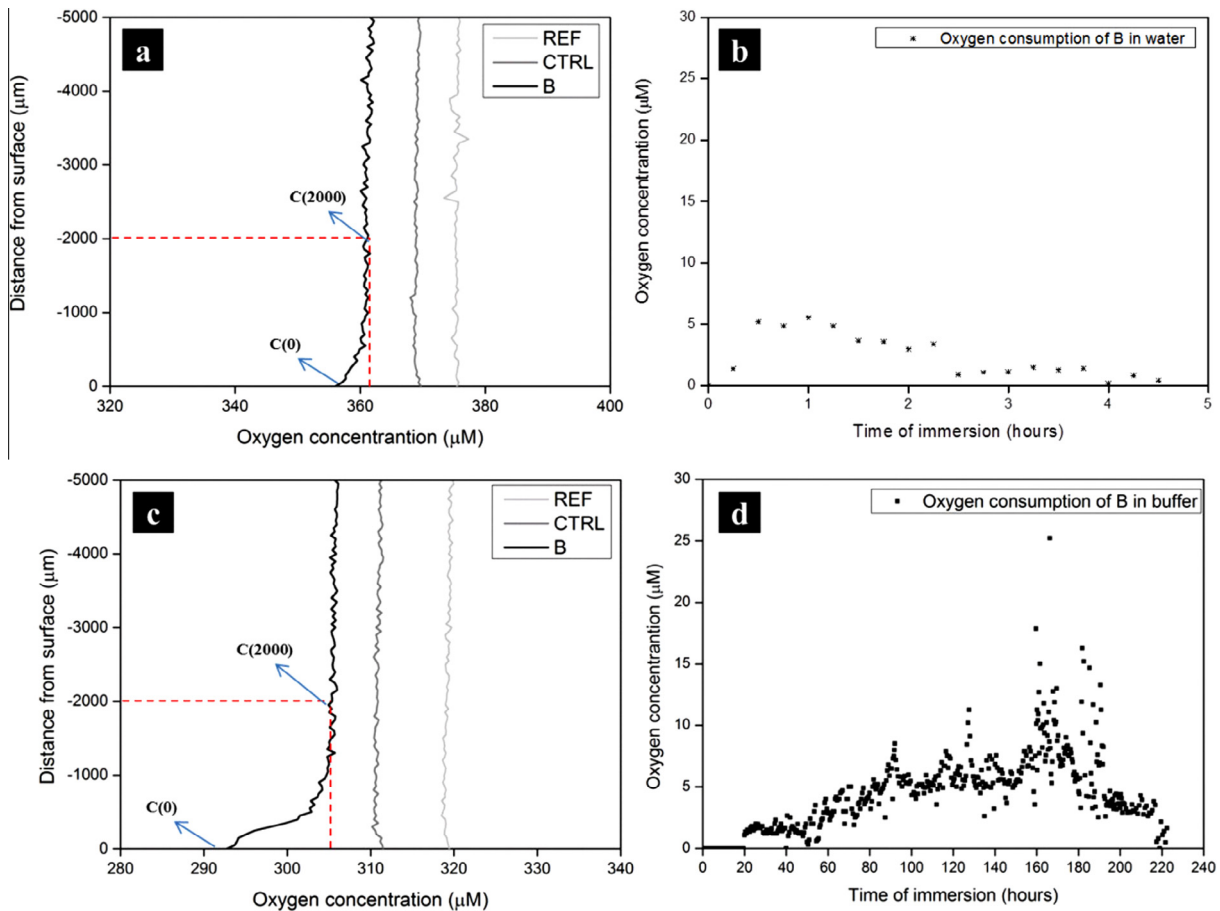 a
REF
CTRL
B
-5000
-4000
-3000
-2000
-1000
0
Distance from surface (µm)
C(2000)
C(0)
320
340
360
380
400
Oxygen concentrantion (µM)
b
Oxygen consumption of B in water
30
25
20
15
10
5
0
Oxygen concentrantion (µM)
0
1
2
3
4
5
Time of immersion (hours)
c
REF
CTRL
B
-5000
-4000
-3000
-2000
-1000
0
Distance from surface (µm)
C(2000)
C(0)
280
290
300
310
320
330
340
Oxygen concentration (µM)
d
Oxygen consumption of B in buffer
30
25
20
15
10
5
0
Oxygen concentrantion (µM)
0
20
40
60
80
100
120
140
160
180
200
220
240
Time of immersion (hours)